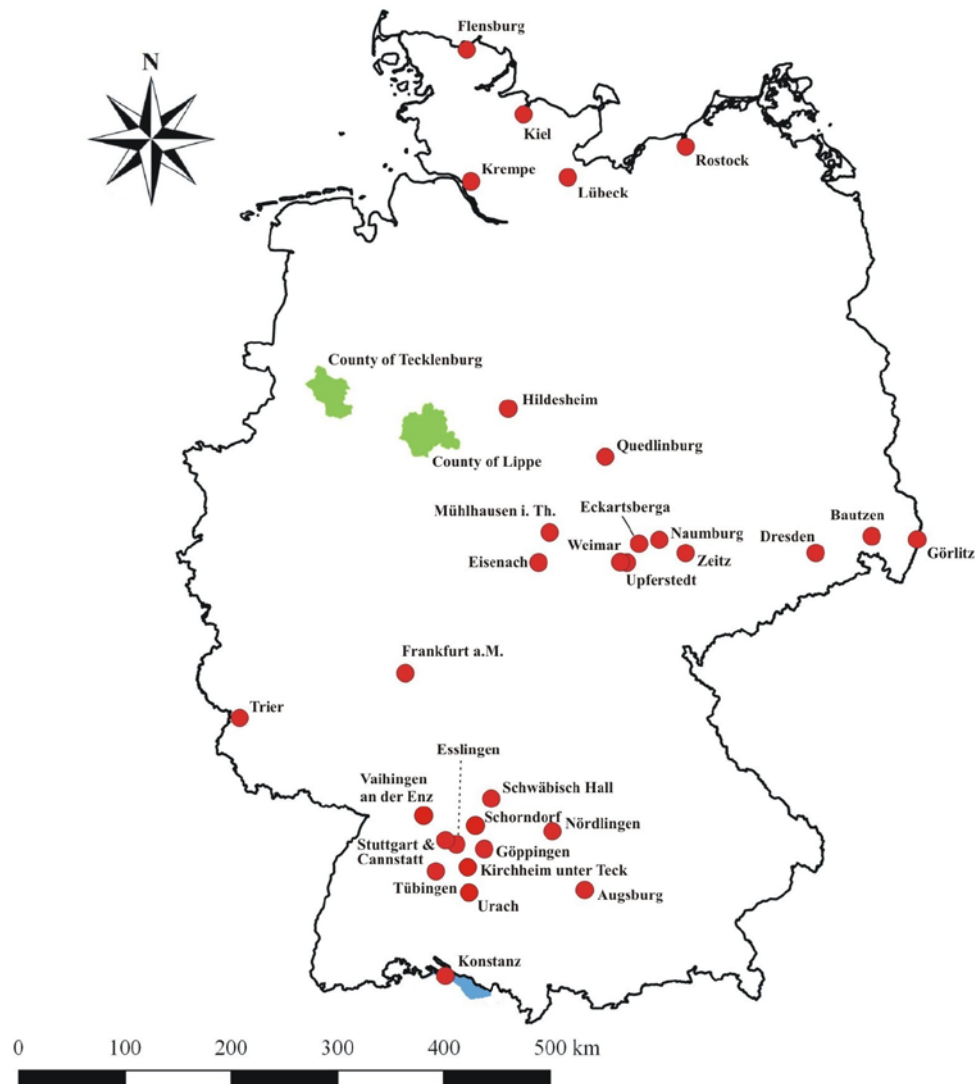 Flensburg
N
Kiel
Rostock
Krempe
Lübeck
County of Tecklenburg
Hildesheim
County of Lippe
Quedlinburg
Mühlhausen i. Th.
Eckartsberga
Bautzen
Naumburg
Dresden
Weimar
Görlitz
Eisenach
Zeitz
Upferstedt
Frankfurt a.M.
Trier
Esslingen
Vaihingen
an der Enz
Schwäbisch Hall
Schorndorf
Nördlingen
Stuttgart &
Cannstatt
Göppingen
Kirchheim unter Teck
Tübingen
Augsburg
Urach
Konstanz
0 100 200 300 400 500 km